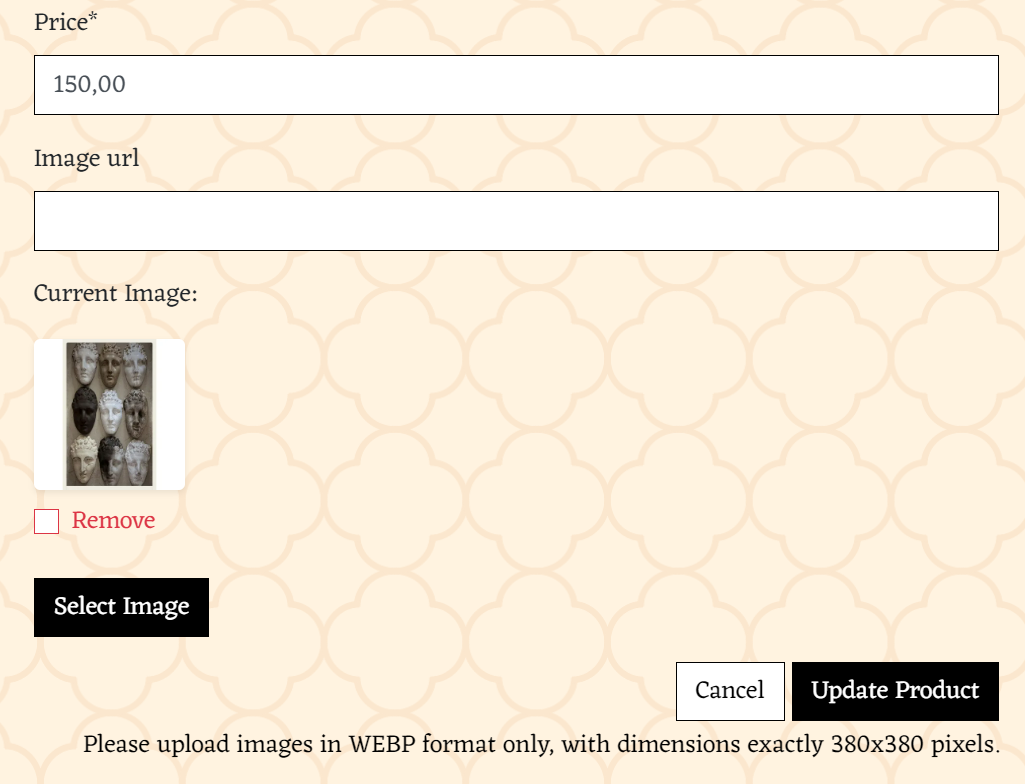 Price*
150,00
Image url
Current Image:
Remove
Select Image
Cancel Update Product
Please upload images in WEBP format only, with dimensions exactly 380x380 pixels.